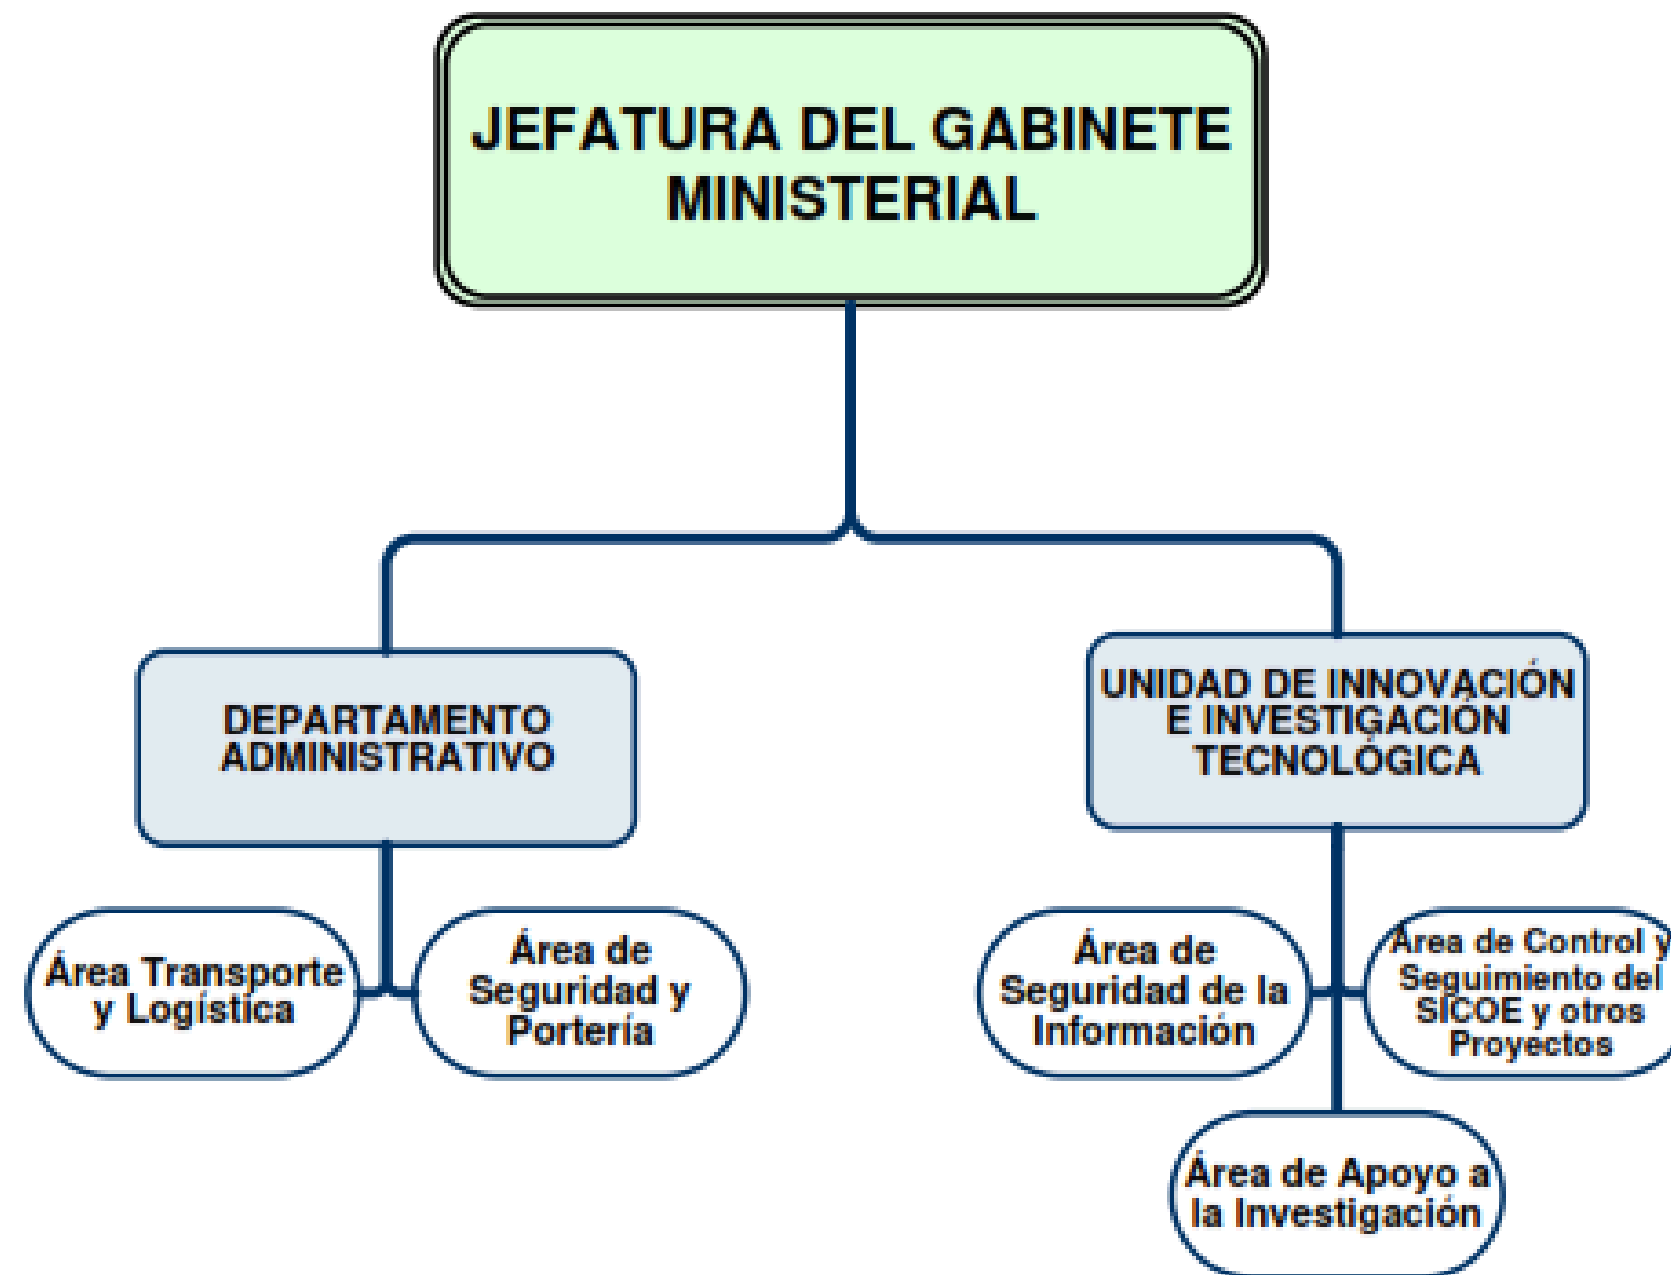 JEFATURA DEL GABINETE
MINISTERIAL
DEPARTAMENTO
ADMINISTRATIVO
UNIDAD DE INNOVACIÓN
E INVESTIGACIÓN
TECNOLÓGICA
Área Transporte
y Logística
Área de
Seguridad y
Portería
Área de
Seguridad de la
Información
Área de Control y
Seguimiento del
SICOE y otros
Proyectos
Área de Apoyo a
la Investigación